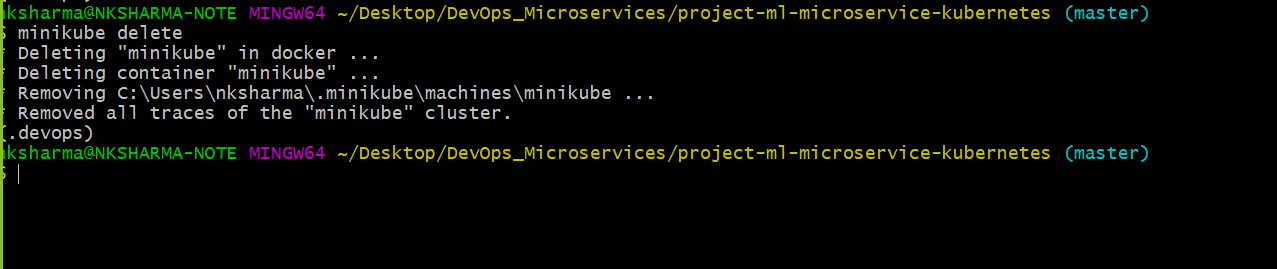 nksharma@NKSHARMA-NOTE MINGW64 ~/Desktop/DevOps_Microservices/project-ml-microservice-kubernetes (master)
$ minikube delete
* Deleting "minikube" in docker ...
* Deleting container "minikube" ...
* Removing C:\Users\nksharma\.minikube\machines\minikube ...
* Removed all traces of the "minikube" cluster.
(.devops)
nksharma@NKSHARMA-NOTE MINGW64 ~/Desktop/DevOps_Microservices/project-ml-microservice-kubernetes (master)
$